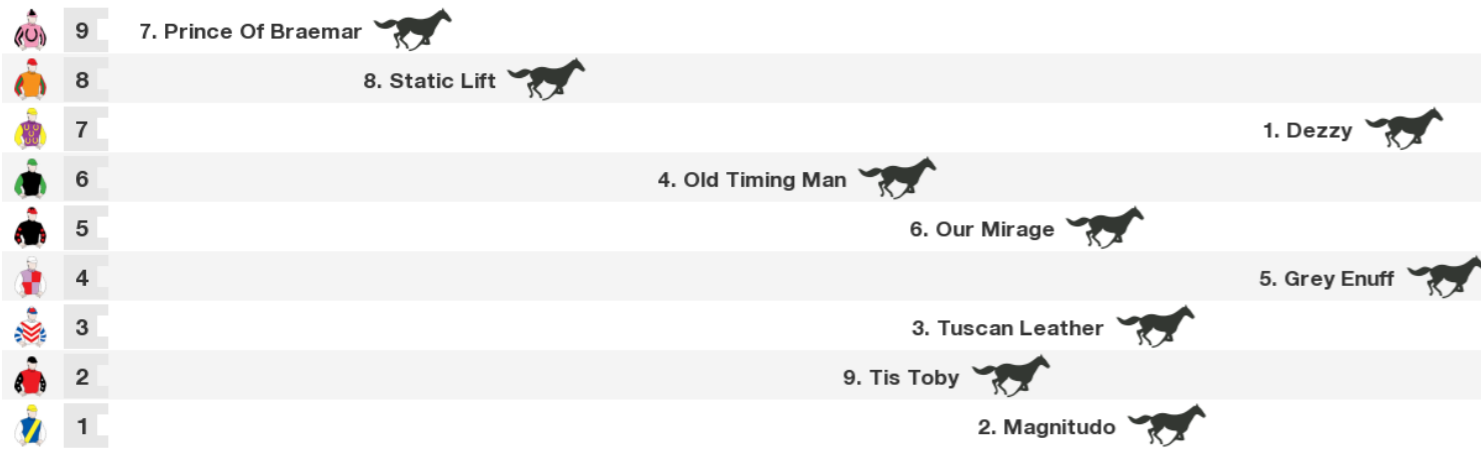 9 7. Prince Of Braemar
8 8. Static Lift
7 1. Dezzy
6 4. Old Timing Man
5 6. Our Mirage
4 5. Grey Enuff
3 3. Tuscan Leather
2 9. Tis Toby
1 2. Magnitudo